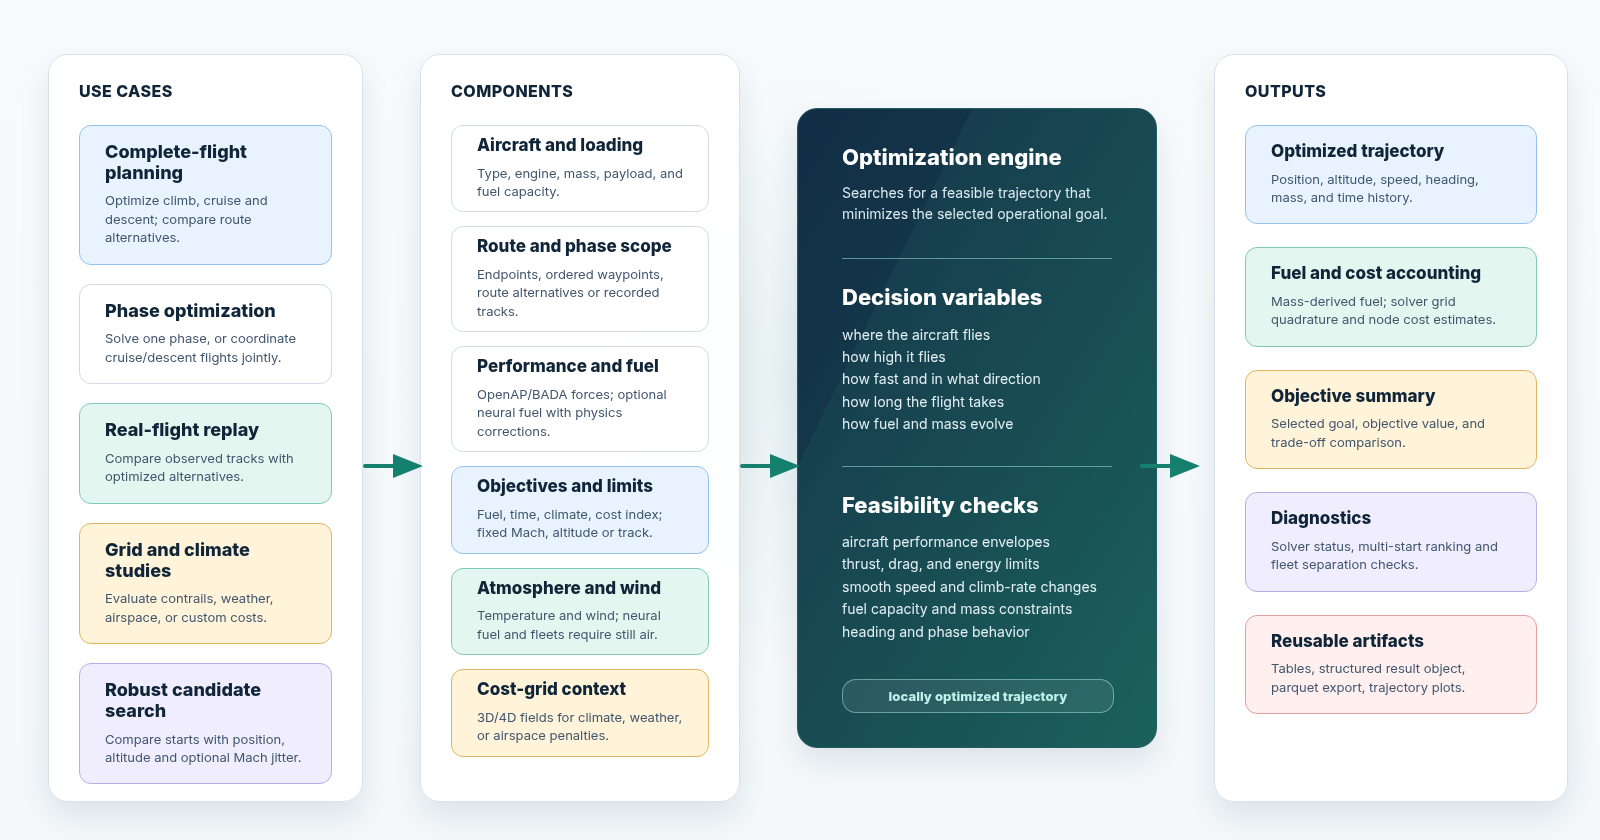 USE CASES
Complete-flight
planning
Optimize climb, cruise and
descent; compare route
alternatives.
Phase optimization
Solve one phase, or coordinate
cruise/descent flights jointly.
Real-flight replay
Compare observed tracks with
optimized alternatives.
Grid and climate
studies
Evaluate contrails, weather,
airspace, or custom costs.
Robust candidate
search
Compare starts with position,
altitude and optional Mach jitter.
COMPONENTS
Aircraft and loading
Type, engine, mass, payload, and
fuel capacity.
Route and phase scope
Endpoints, ordered waypoints,
route alternatives or recorded
tracks.
Performance and fuel
OpenAP/BADA forces; optional
neural fuel with physics
corrections.
Objectives and limits
Fuel, time, climate, cost index;
fixed Mach, altitude or track.
Atmosphere and wind
Temperature and wind; neural
fuel and fleets require still air.
Cost-grid context
3D/4D fields for climate, weather,
or airspace penalties.
Optimization engine
Searches for a feasible trajectory that
minimizes the selected operational goal.
Decision variables
where the aircraft flies
how high it flies
how fast and in what direction
how long the flight takes
how fuel and mass evolve
Feasibility checks
aircraft performance envelopes
thrust, drag, and energy limits
smooth speed and climb-rate changes
fuel capacity and mass constraints
heading and phase behavior
locally optimized trajectory
OUTPUTS
Optimized trajectory
Position, altitude, speed, heading,
mass, and time history.
Fuel and cost accounting
Mass-derived fuel; solver grid
quadrature and node cost estimates.
Objective summary
Selected goal, objective value, and
trade-off comparison.
Diagnostics
Solver status, multi-start ranking and
fleet separation checks.
Reusable artifacts
Tables, structured result object,
parquet export, trajectory plots.